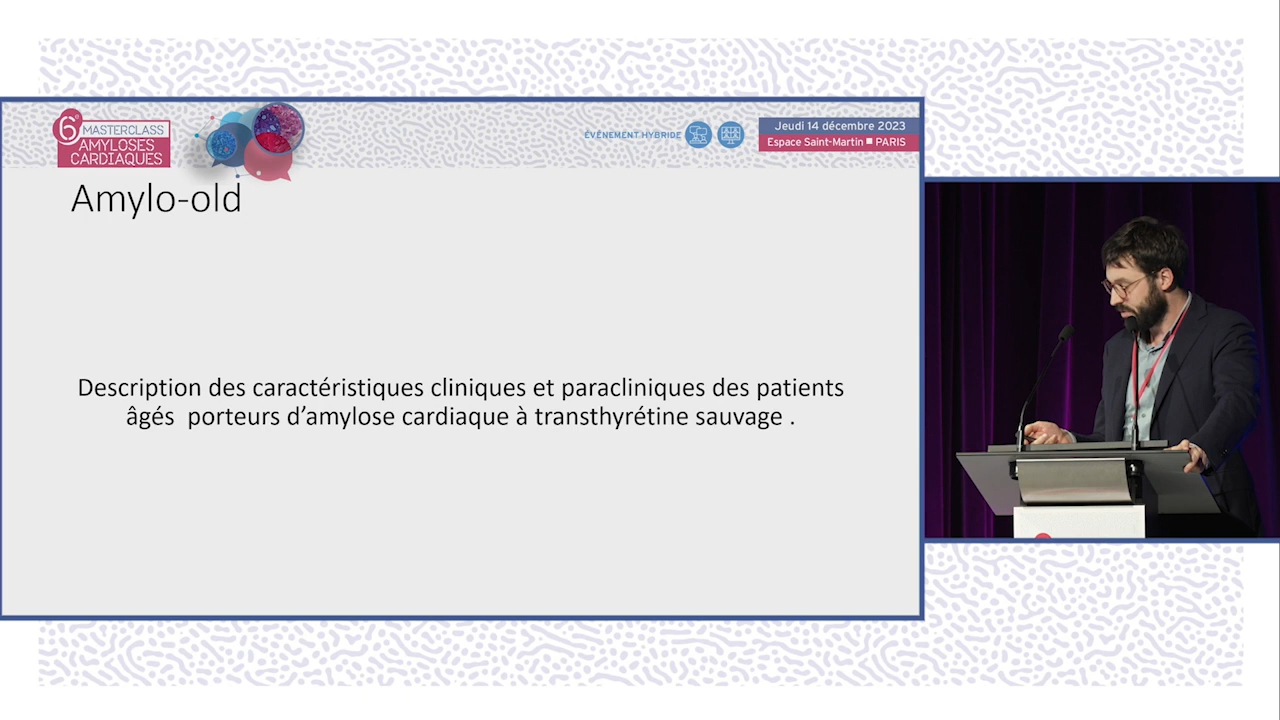 6e
MASTERCLASS
AMYLOSES
CARDIAQUES
ÉVÉNEMENT HYBRIDE
Jeudi 14 décembre 2023
Espace Saint-Martin ■ PARIS
Amylo-old
Description des caractéristiques cliniques et paracliniques des patients
âgés  porteurs d’amylose cardiaque à transthyrétine sauvage .